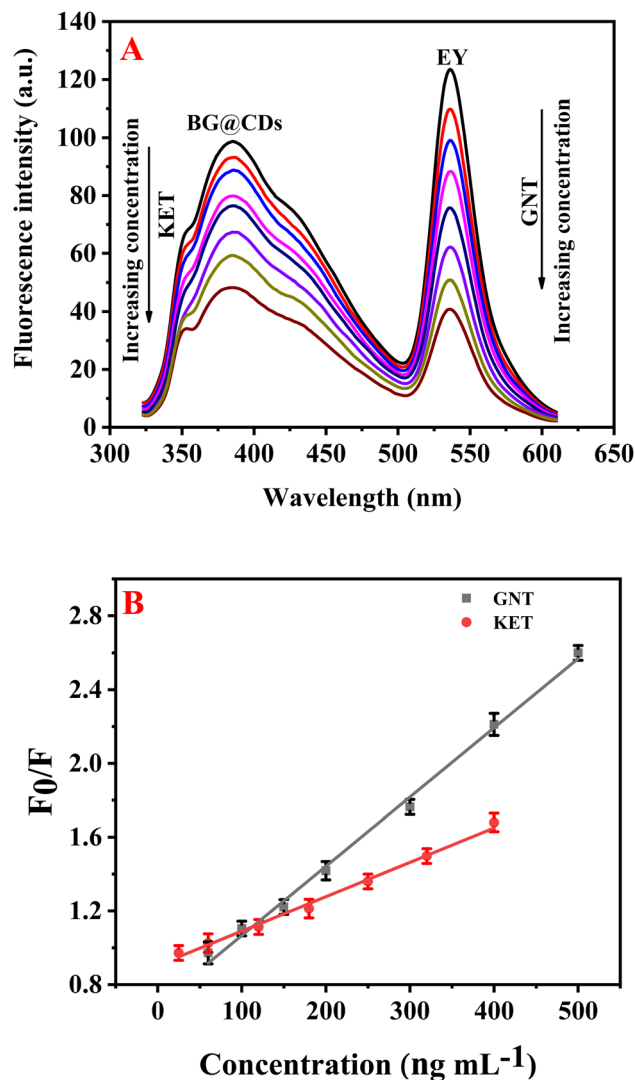 A
140
120
100
80
60
40
20
0
Fluorescence intensity (a.u.)
BG@CDs
EY
KET
Increasing concentration
GNT
Increasing concentration
300 350 400 450 500 550 600 650
Wavelength (nm)
B
GNT
KET
2.8
2.4
2.0
1.6
1.2
0.8
F0/F
0 100 200 300 400 500
Concentration (ng mL-1)